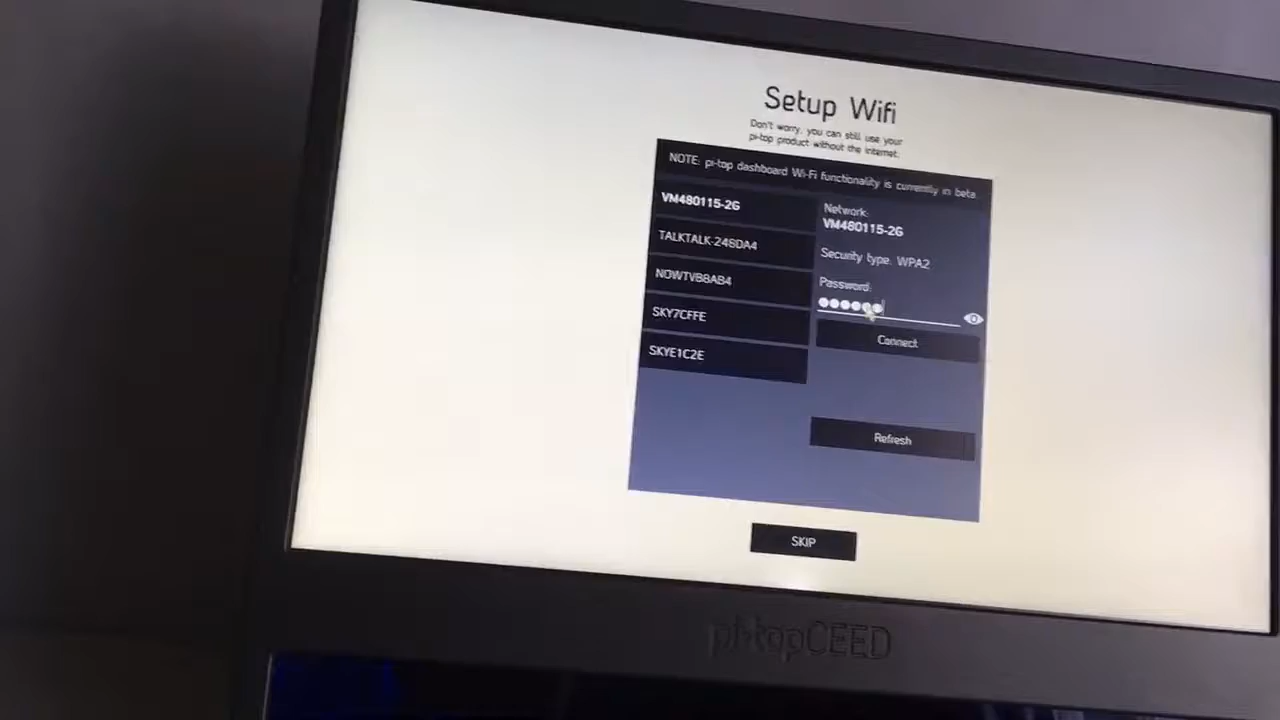 Setup Wifi
Don't worry, you can still use your
pi-top product without the internet.
NOTE: pi-top dashboard Wi-Fi functionality is currently in beta.
VM480115-2G
TALKTALK-248DA4
NOWTVB8AB4
SKY7CFFE
SKYE1C2E
Network:
VM480115-2G
Security type: WPA2
Password:
Connect
Refresh
SKIP
pi-topCEED